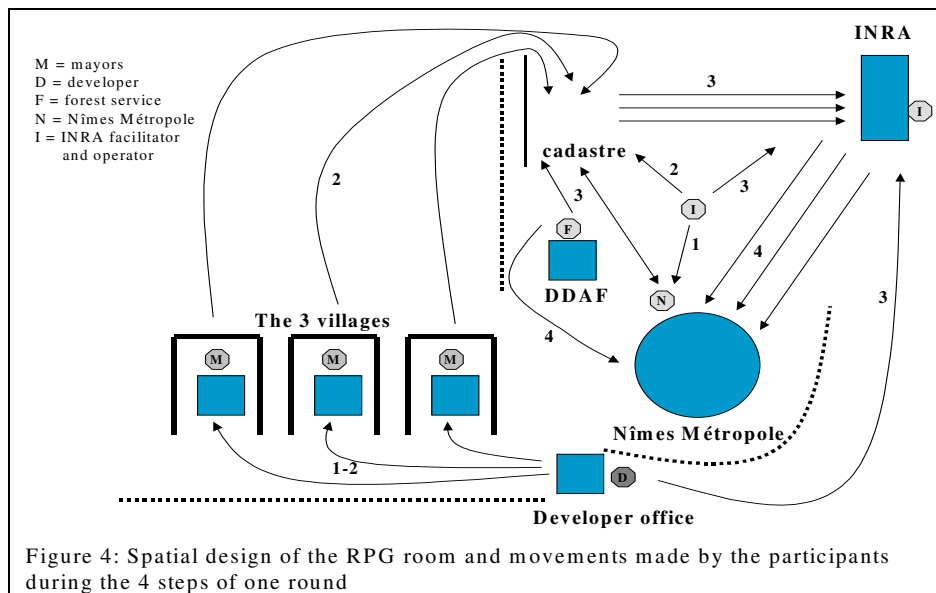 INRA
M = mayors
D = developer
F = forest service
N = Nîmes Métropole
I = INRA facilitator
and operator
3
I
cadastre
2
2
3
3
I
F
1
4
DDAF
N
3
The 3 villages
4
M
M
M
Nîmes Métropole
1-2
D
Developer office
Figure 4: Spatial design of the RPG room and movements made by the participants
during the 4 steps of one round